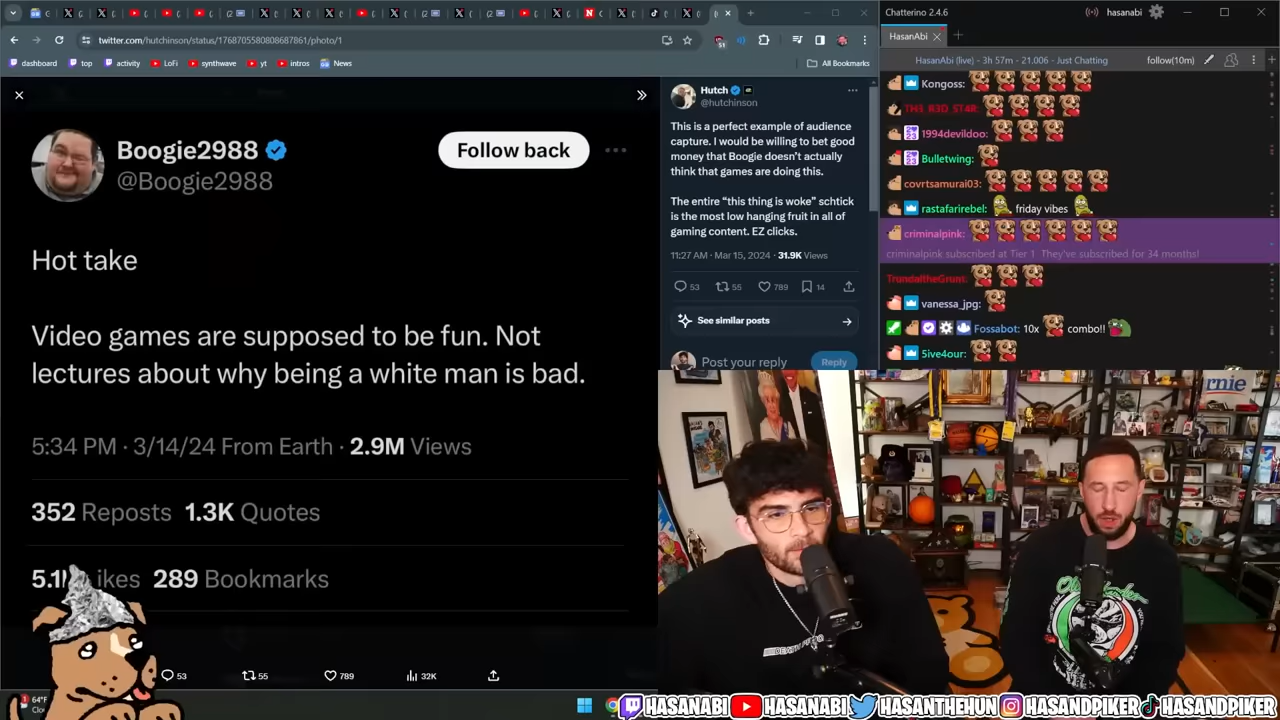 twitter.com/hutchinson/status/1768705580808687861/photo/1
51
dashboard
top
activity
LoFi
synthwave
yt
intros
News
All Bookmarks
Boogie2988
@Boogie2988
Follow back
Hot take
Video games are supposed to be fun. Not
lectures about why being a white man is bad.
5:34 PM · 3/14/24 From Earth · 2.9M Views
352 Reposts 1.3K Quotes
289 Bookmarks
53
55
789
32K
Hutch
@hutchinson
This is a perfect example of audience
capture. I would be willing to bet good
money that Boogie doesn't actually
think that games are doing this.
The entire "this thing is woke" schtick
is the most low hanging fruit in all of
gaming content. EZ clicks.
11:27 AM · Mar 15, 2024 · 31.9K Views
53
55
789
14
See similar posts
Post your reply
Reply
Chatterino 2.4.6
hasanabi
HasanAbi
HasanAbi (live) - 3h 57m - 21.006 - Just Chatting
follow(10m)
Kongoss:
TH3_R3D_ST4R:
1994devildoo:
Bulletwing:
covrtsamurai03:
rastafarirebel: friday vibes
criminalpink:
criminalpink subscribed at Tier 1. They've subscribed for 34 months!
TrundaltheGrunt:
vanessa_jpg:
Fossabot: 10x combo!!
5ive4our:
rnie
64°F
HASANABI
HASANABI
HASANTHEHUN
HASANDPIKER
HASANDPIKER